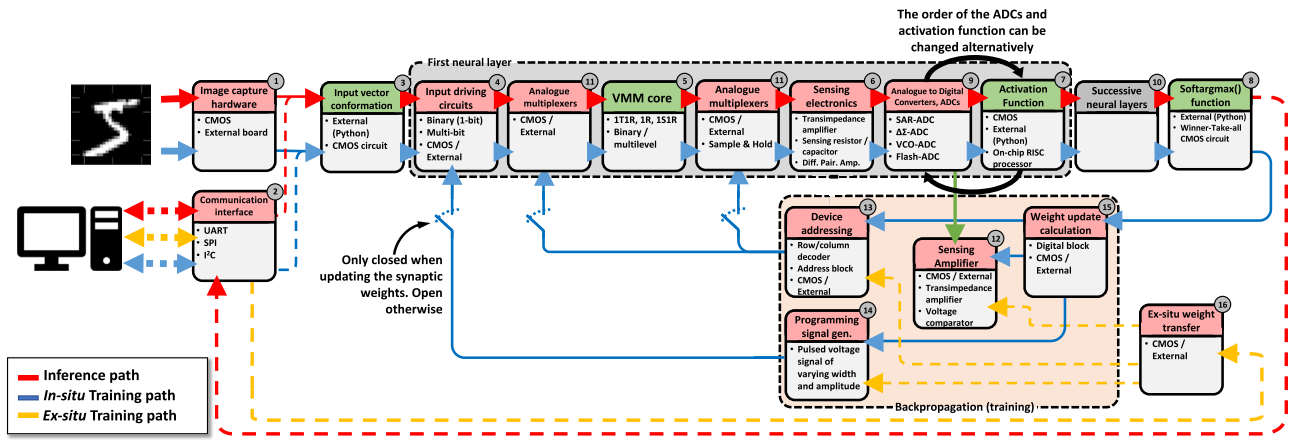 The order of the ADCs and
activation function can be
changed alternatively
First neural layer
1
Image capture
hardware
• CMOS
• External board
3
Input vector
conformation
• External
(Python)
• CMOS circuit
4
Input driving
circuits
• Binary (1-bit)
• Multi-bit
• CMOS /
External
11
Analogue
multiplexers
• CMOS /
External
5
VMM core
• 1T1R, 1R, 1S1R
• Binary /
multilevel
11
Analogue
multiplexers
• CMOS /
External
• Sample & Hold
6
Sensing
electronics
• Transimpedance
amplifier
• Sensing resistor /
capacitor
• Diff. Pair. Amp.
9
Analogue to Digital
Converters, ADCs
• SAR-ADC
• ΔΣ-ADC
• VCO-ADC
• Flash-ADC
7
Activation
Function
• CMOS
• External
(Python)
• On-chip RISC
processor
10
Successive
neural layers
8
Softargmax()
function
• External (Python)
• Winner-Take-all
CMOS circuit
2
Communication
interface
• UART
• SPI
• I²C
Only closed when
updating the synaptic
weights. Open
otherwise
13
Device
addressing
• Row/column
decoder
• Address block
• CMOS /
External
12
Sensing
Amplifier
• CMOS / External
• Transimpedance
amplifier
• Voltage
comparator
15
Weight update
calculation
• Digital block
• CMOS /
External
14
Programming
signal gen.
• Pulsed voltage
signal of
varying width
and amplitude
16
Ex-situ weight
transfer
• CMOS /
External
Backpropagation (training)
Inference path
In-situ Training path
Ex-situ Training path